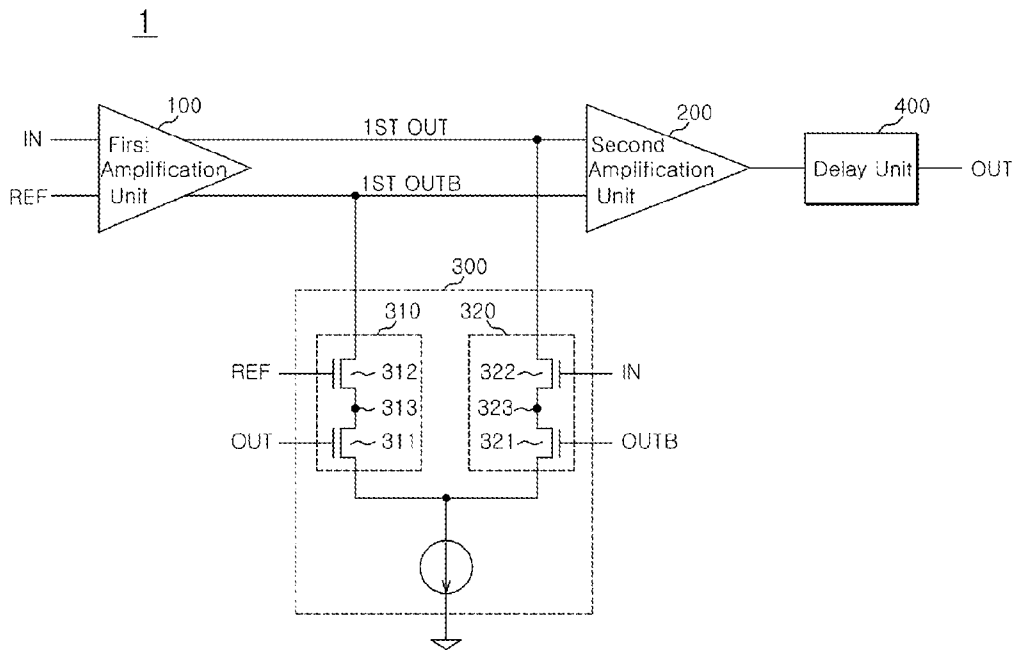 1
100
200
400
IN
First
Amplification
Unit
REF
1ST OUT
1ST OUTB
Second
Amplification
Unit
Delay Unit
OUT
300
310
320
REF
312
322
IN
313
323
OUT
311
321
OUTB